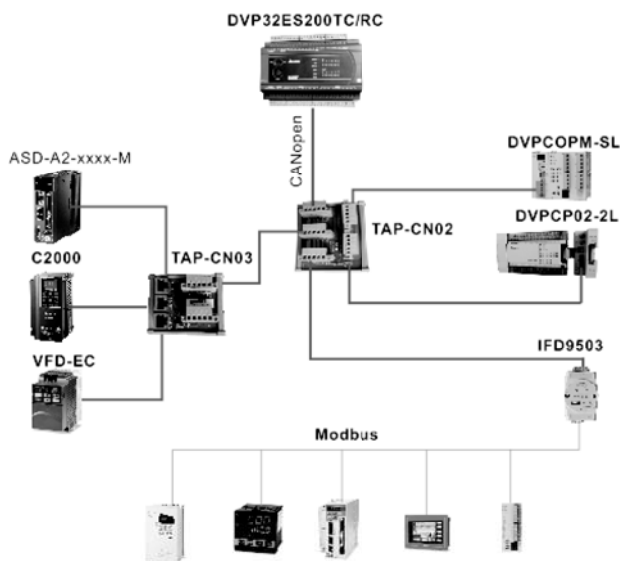 DVP32ES200TC/RC
CANopen
DVPCOPM-SL
ASD-A2-xxxx-M
DVPCP02-2L
TAP-CN02
C2000
TAP-CN03
IFD9503
VFD-EC
Modbus